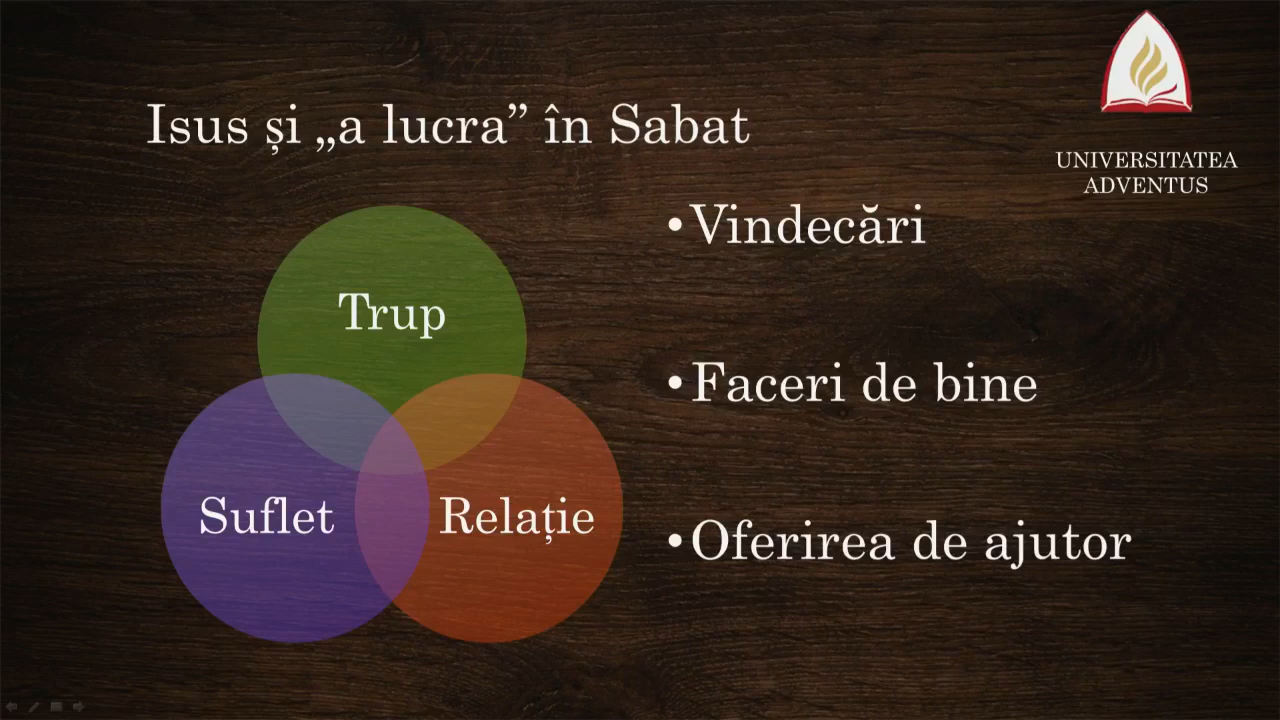 Isus și „a lucra” în Sabat
UNIVERSITATEA
ADVENTUS
Trup
Suflet
Relație
•Vindecări
•Faceri de bine
•Oferirea de ajutor